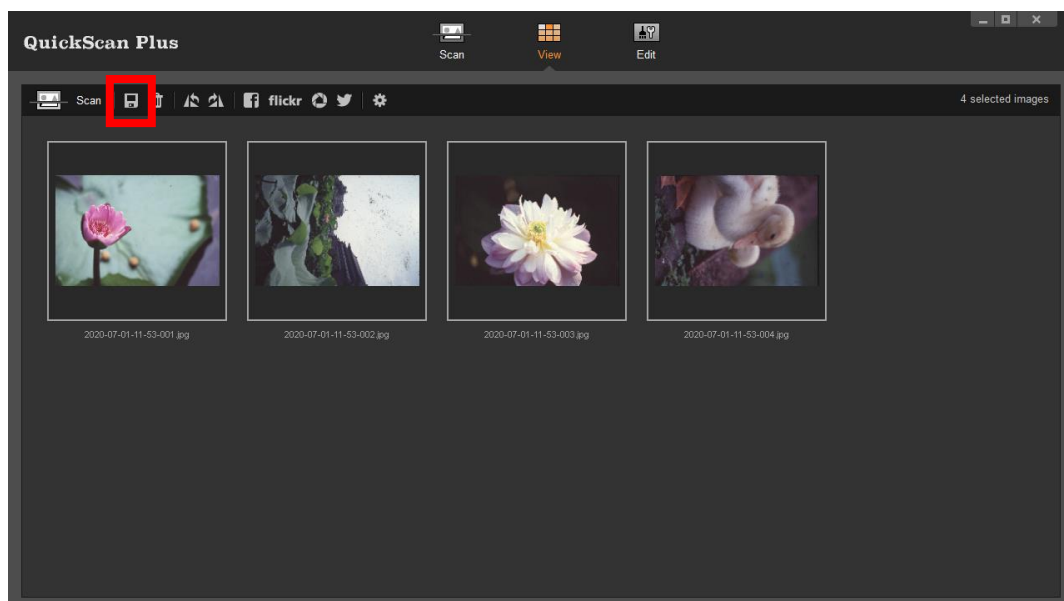 QuickScan Plus
Scan
View
Edit
Scan
flickr
4 selected images
2020-07-01-11-53-001.jpg
2020-07-01-11-53-002.jpg
2020-07-01-11-53-003.jpg
2020-07-01-11-53-004.jpg